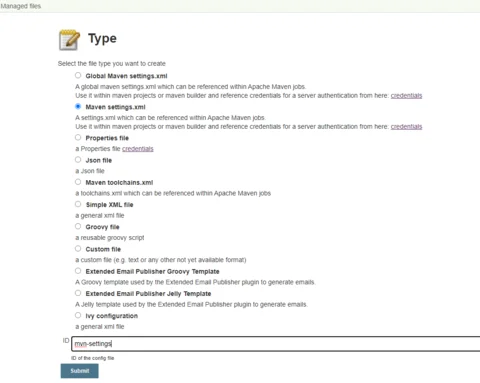 Managed files
Type
Select the file type you want to create
Global Maven settings.xml
A global maven settings.xml which can be referenced within Apache Maven jobs.
Use it within maven projects or maven builder and reference credentials for a server authentication from here: credentials
Maven settings.xml
A settings.xml which can be referenced within Apache Maven jobs.
Use it within maven projects or maven builder and reference credentials for a server authentication from here: credentials
Properties file
a Properties file credentials
Json file
a Json file
Maven toolchains.xml
a toolchains.xml which can be referenced within Apache Maven jobs
Simple XML file
a general xml file
Groovy file
a reusable groovy script
Custom file
a custom file (e.g. text or any other not yet available format)
Extended Email Publisher Groovy Template
A Groovy template used by the Extended Email Publisher plugin to generate emails.
Extended Email Publisher Jelly Template
A Jelly template used by the Extended Email Publisher plugin to generate emails.
Ivy configuration
a general xml file
ID mvn-settings
ID of the config file
Submit